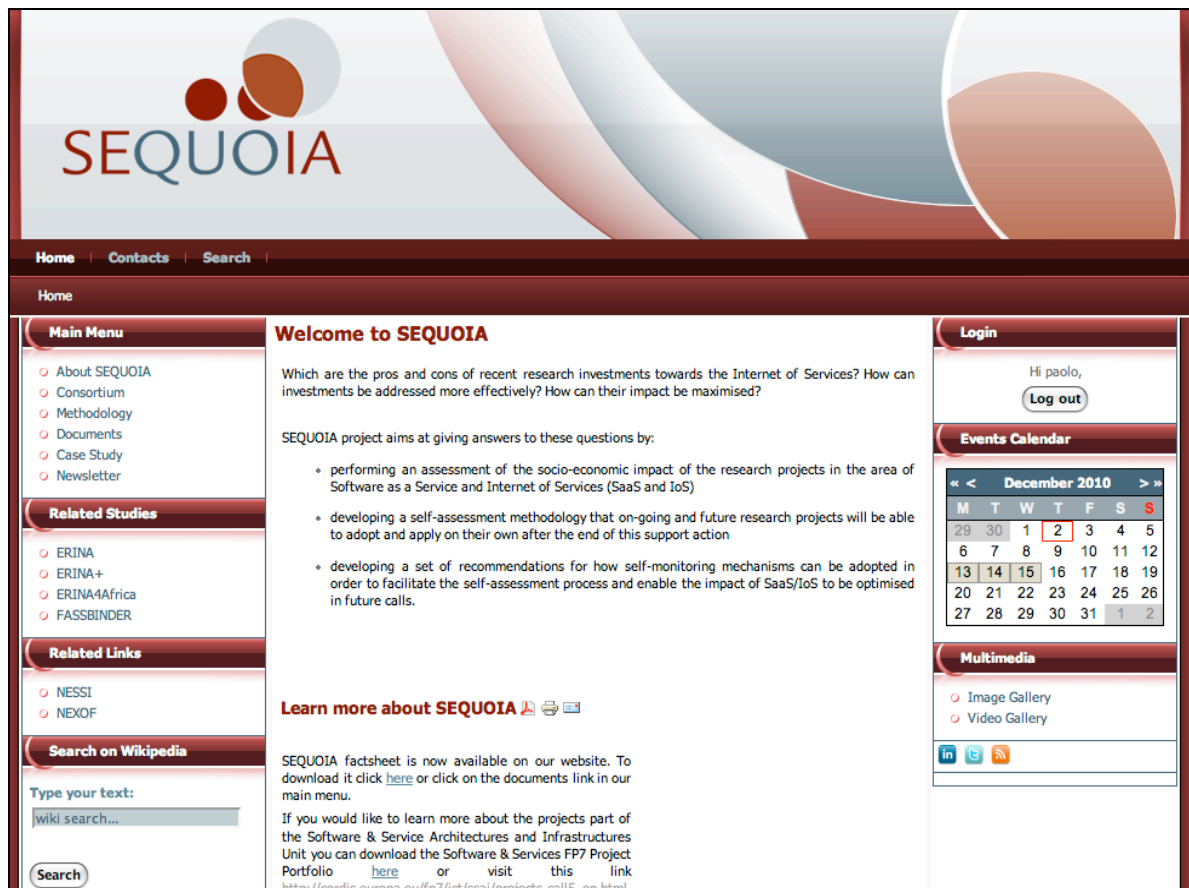 SEQUOIA
Home
Contacts
Search
Home
Main Menu
About SEQUOIA
Consortium
Methodology
Documents
Case Study
Newsletter
Related Studies
ERINA
ERINA+
ERINA4Africa
FASSBINDER
Related Links
NESSI
NEXOF
Search on Wikipedia
Type your text:
wiki search...
Search
Welcome to SEQUOIA
Which are the pros and cons of recent research investments towards the Internet of Services? How can
investments be addressed more effectively? How can their impact be maximised?
SEQUOIA project aims at giving answers to these questions by:
performing an assessment of the socio-economic impact of the research projects in the area of
Software as a Service and Internet of Services (SaaS and IoS)
developing a self-assessment methodology that on-going and future research projects will be able
to adopt and apply on their own after the end of this support action
developing a set of recommendations for how self-monitoring mechanisms can be adopted in
order to facilitate the self-assessment process and enable the impact of SaaS/IoS to be optimised
in future calls.
Learn more about SEQUOIA
SEQUOIA factsheet is now available on our website. To
download it click here or click on the documents link in our
main menu.
If you would like to learn more about the projects part of
the Software & Service Architectures and Infrastructures
Unit you can download the Software & Services FP7 Project
Portfolio here or visit this link
http://cordis.europa.eu/fp7/ict/ssai/projects-call5_en.html
Login
Hi paolo,
Log out
Events Calendar
« < December 2010 > »
M T W T F S S
29 30 1 2 3 4 5
6 7 8 9 10 11 12
13 14 15 16 17 18 19
20 21 22 23 24 25 26
27 28 29 30 31 1 2
Multimedia
Image Gallery
Video Gallery
in